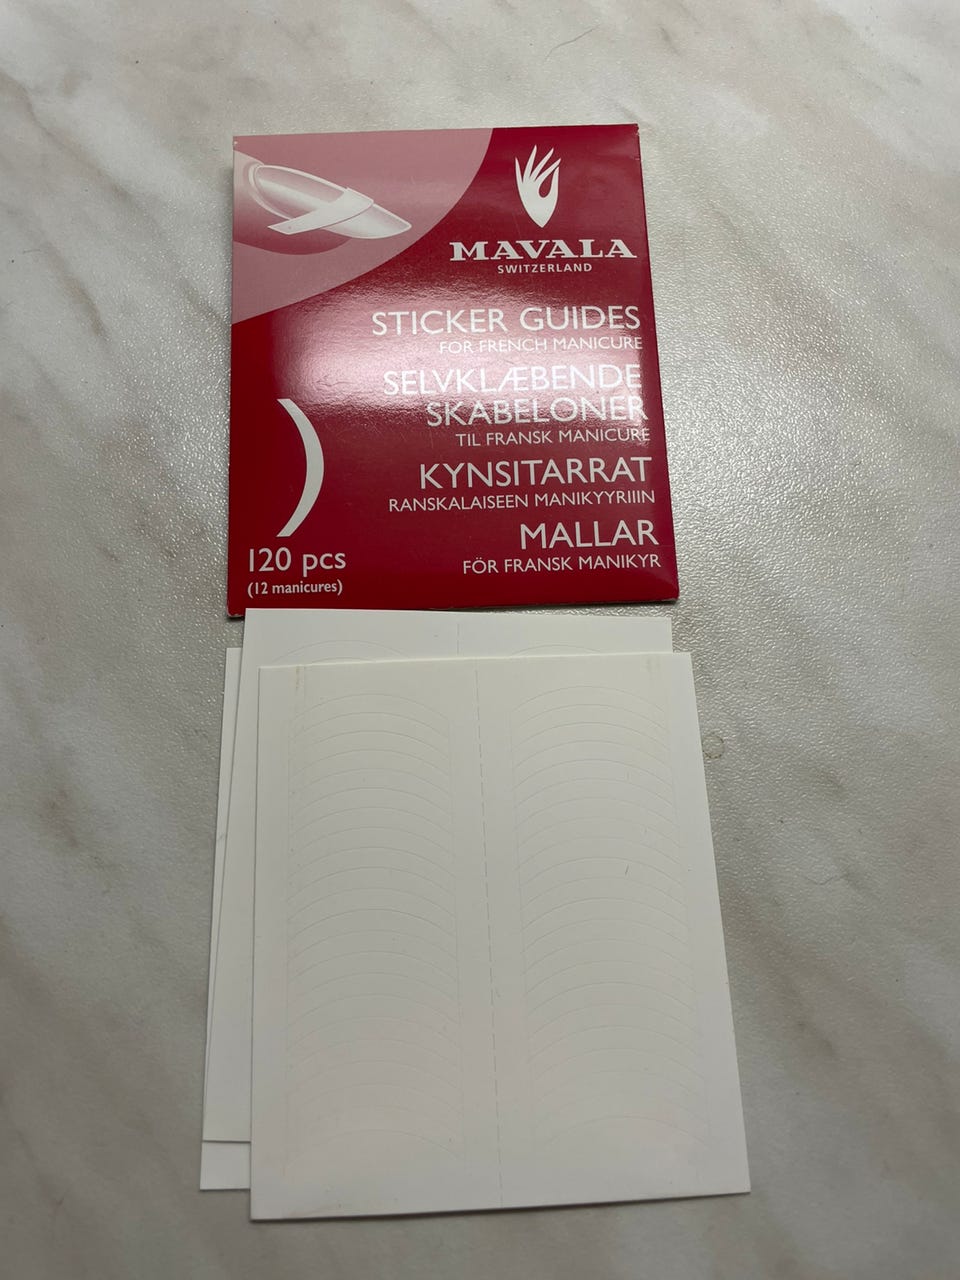 MAVALA
SWITZERLAND
STICKER GUIDES
FOR FRENCH MANICURE
SELVKLÆBENDE
SKABELONER
TIL FRANSK MANICURE
KYNSITARRAT
RANSKALAISEEN MANIKYYRIIIN
MALLAR
FÖR FRANSK MANIKYR
120 pcs
(12 manicures)